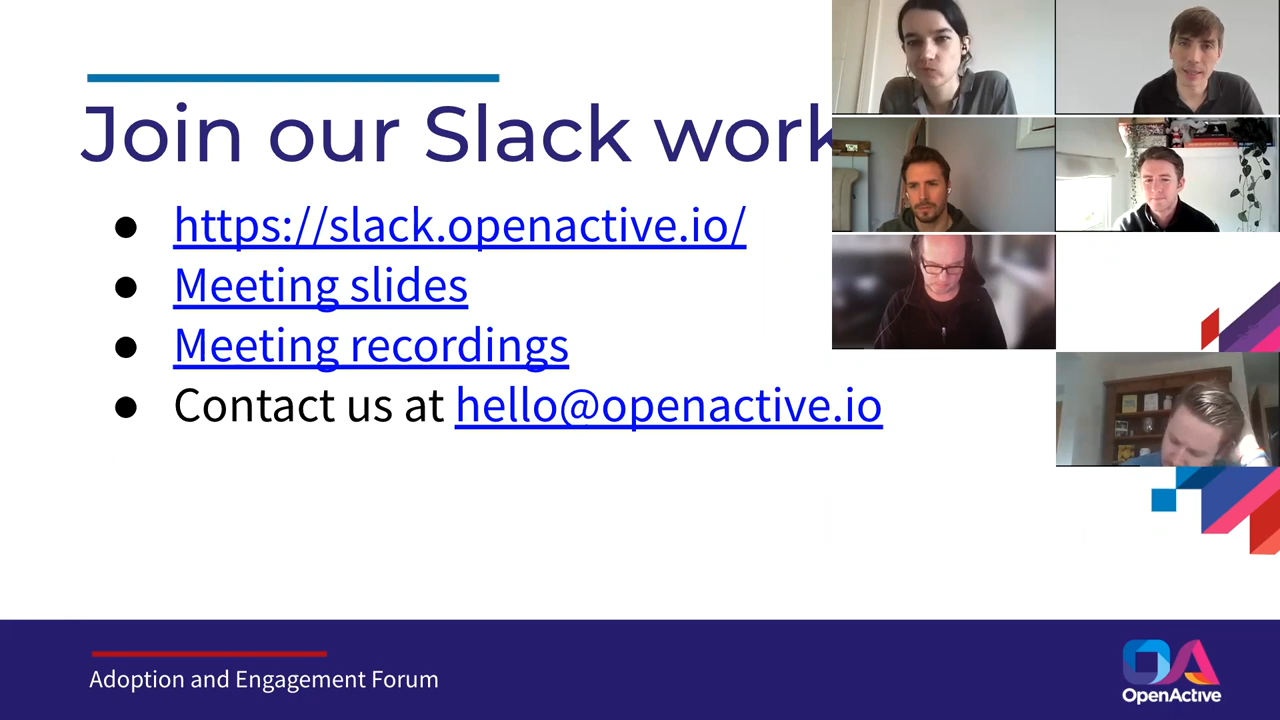 Join our Slack work
https://slack.openactive.io/
Meeting slides
Meeting recordings
Contact us at hello@openactive.io
Adoption and Engagement Forum
OpenActive